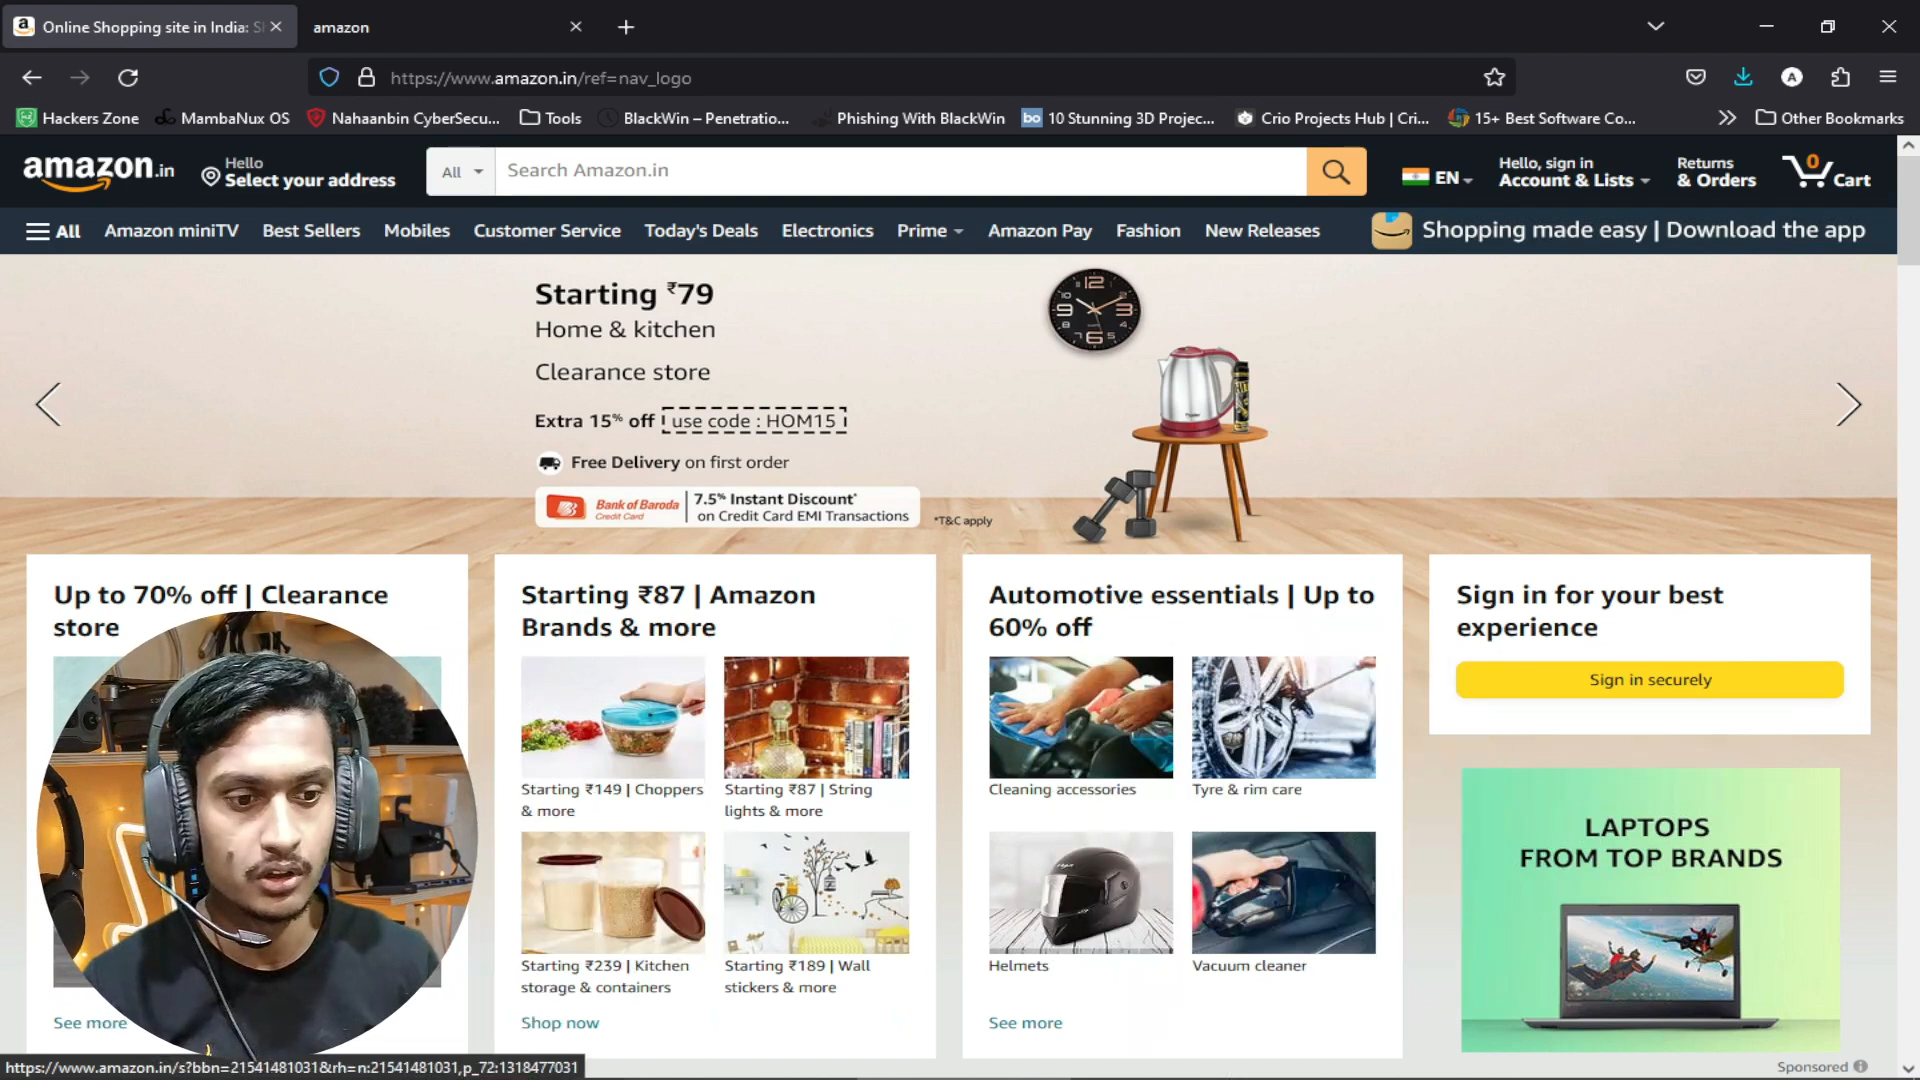 Online Shopping site in India: S
amazon
https://www.amazon.in/ref=nav_logo
Hackers Zone
MambaNux OS
Nahaanbin CyberSecu...
Tools
BlackWin – Penetratio...
Phishing With BlackWin
bo 10 Stunning 3D Projec...
Crio Projects Hub | Cri...
15+ Best Software Co...
Other Bookmarks
amazon.in
Hello
Select your address
All
Search Amazon.in
EN
Hello, sign in
Account & Lists
Returns
& Orders
0
Cart
All
Amazon miniTV
Best Sellers
Mobiles
Customer Service
Today's Deals
Electronics
Prime
Amazon Pay
Fashion
New Releases
Shopping made easy | Download the app
Starting ₹79
Home & kitchen
Clearance store
Extra 15% off use code : HOM15
Free Delivery on first order
Bank of Baroda
Credit Card
7.5% Instant Discount*
on Credit Card EMI Transactions
*T&C apply
Up to 70% off | Clearance
store
See more
Starting ₹87 | Amazon
Brands & more
Starting ₹149 | Choppers
& more
Starting ₹87 | String
lights & more
Starting ₹239 | Kitchen
storage & containers
Starting ₹189 | Wall
stickers & more
Shop now
Automotive essentials | Up to
60% off
Cleaning accessories
Tyre & rim care
Helmets
Vacuum cleaner
See more
Sign in for your best
experience
Sign in securely
LAPTOPS
FROM TOP BRANDS
Sponsored
https://www.amazon.in/s?bbn=21541481031&rh=n:21541481031,p_72:1318477031